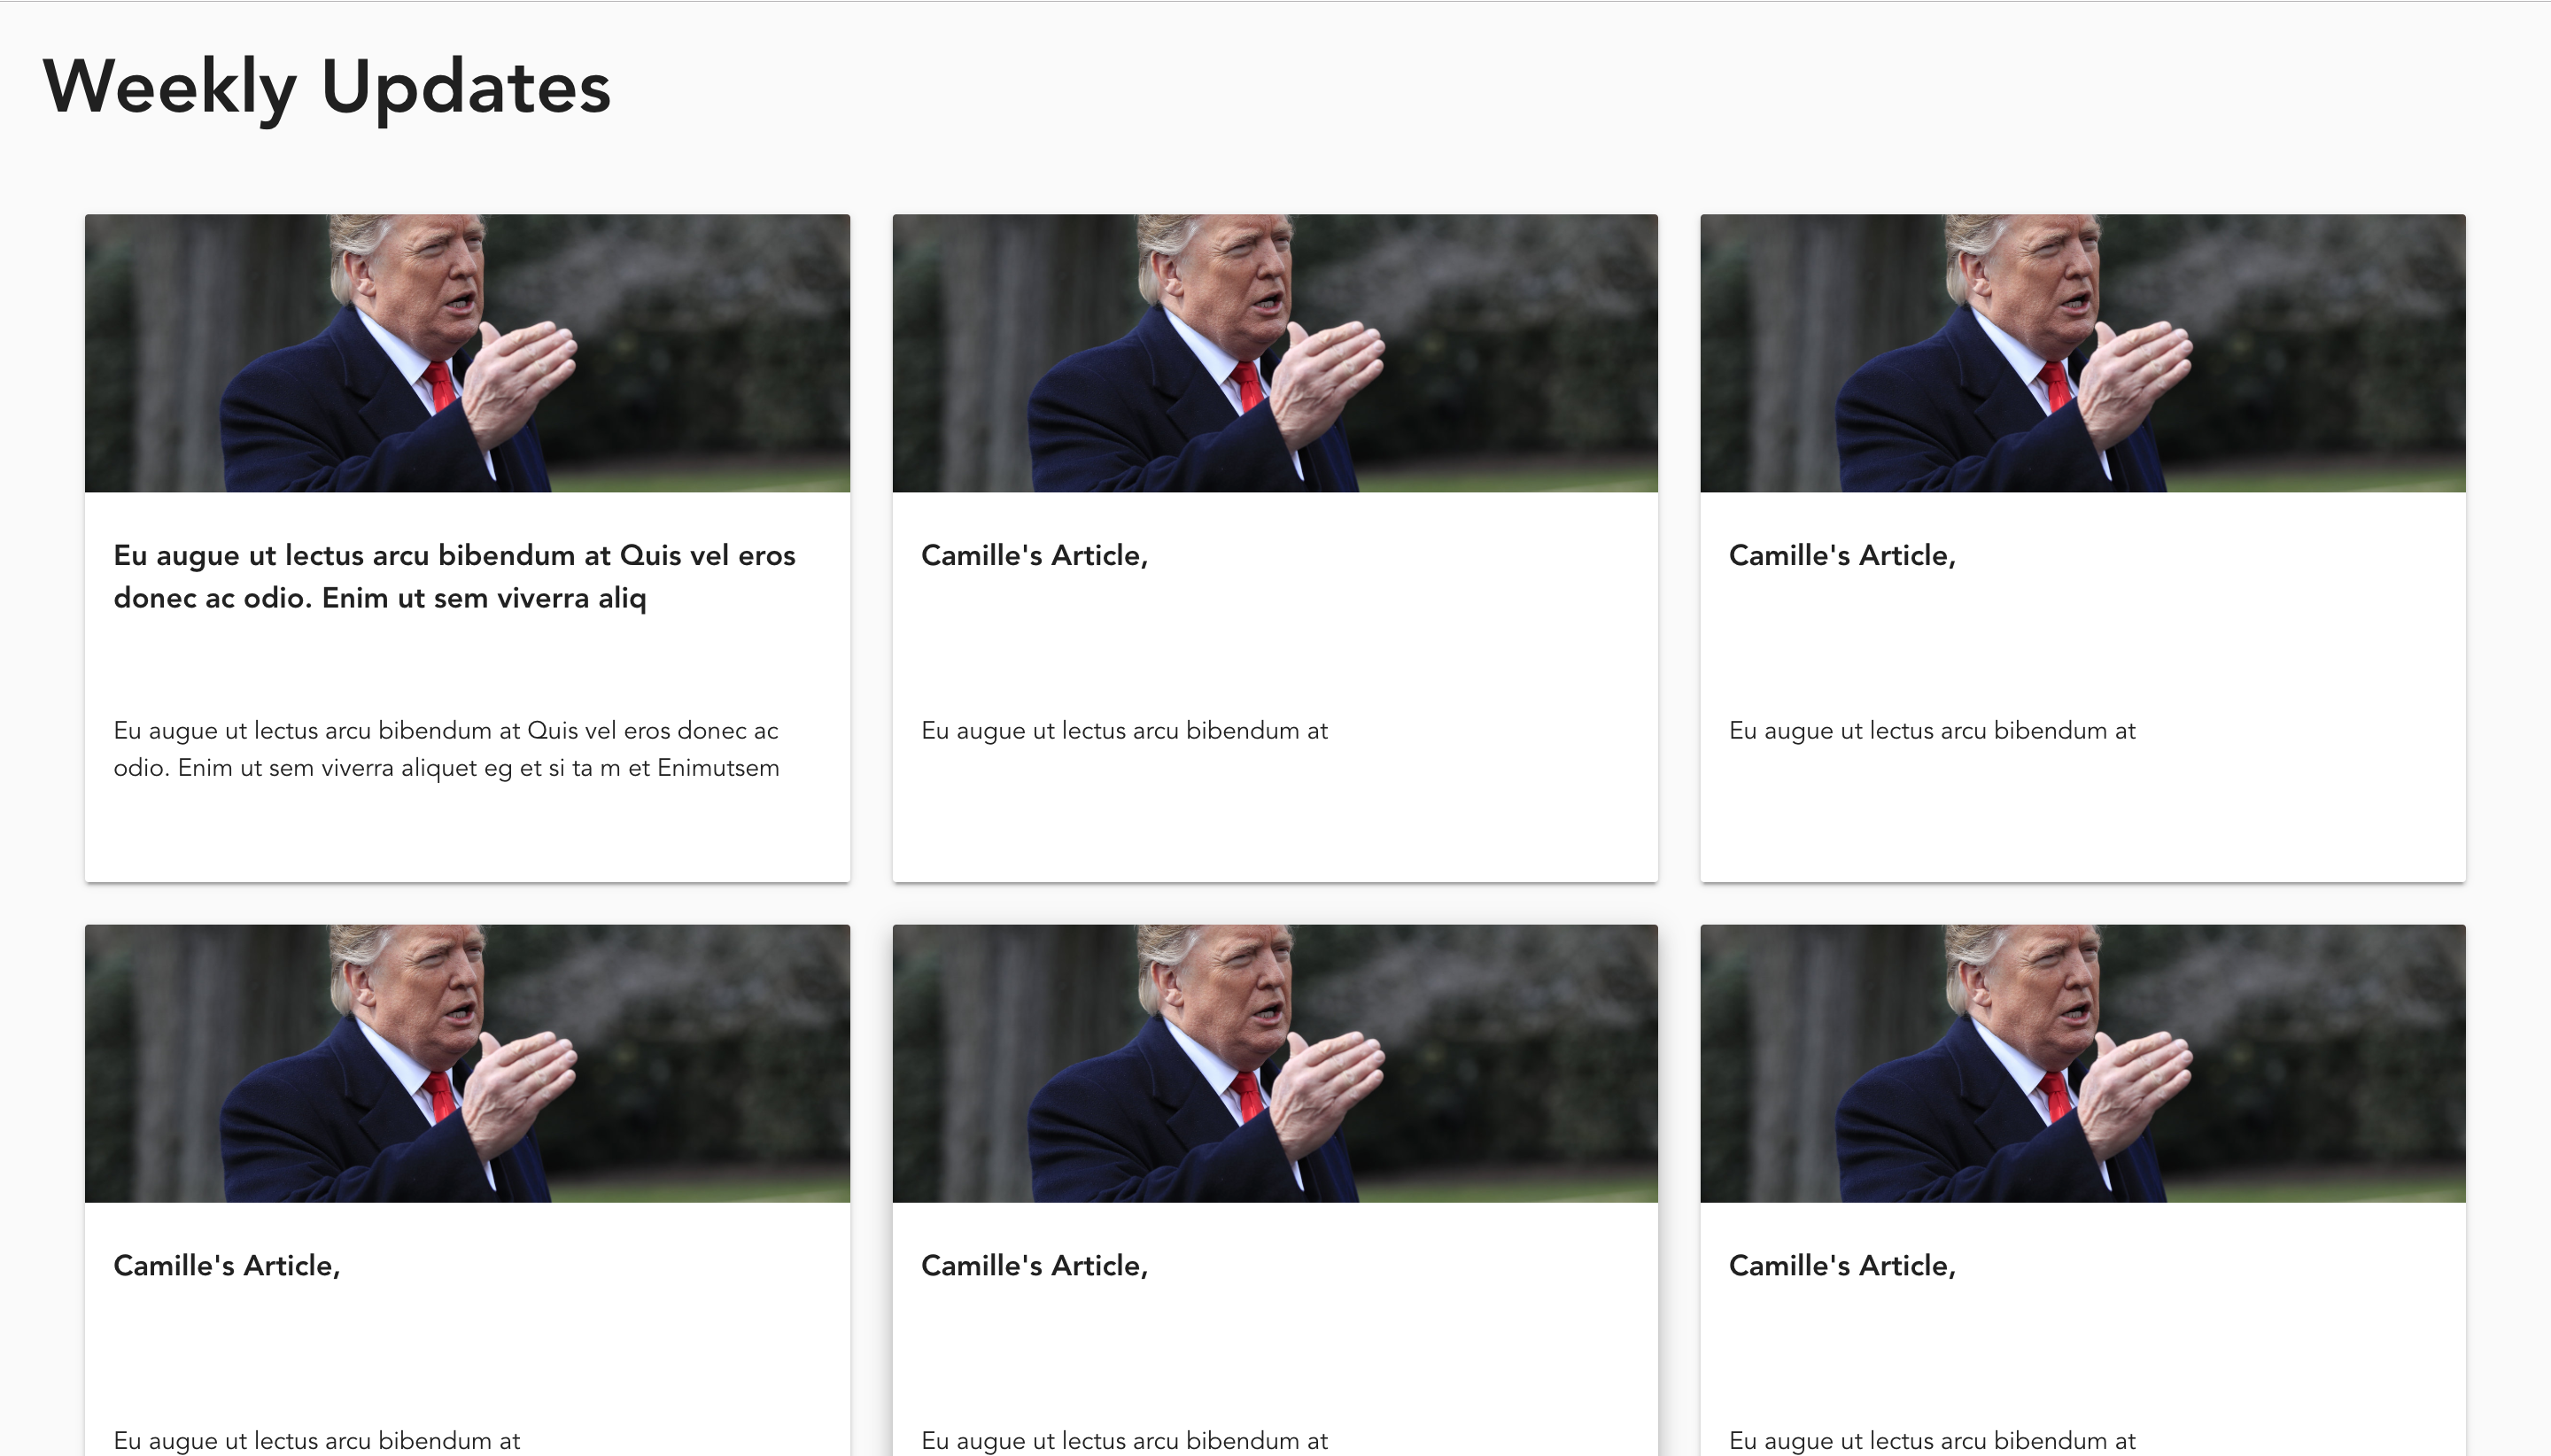 Weekly Updates
Eu augue ut lectus arcu bibendum at Quis vel eros
donec ac odio. Enim ut sem viverra aliq
Eu augue ut lectus arcu bibendum at Quis vel eros donec ac
odio. Enim ut sem viverra aliquet eg et si ta m et Enimutsem
Camille's Article,
Eu augue ut lectus arcu bibendum at
Camille's Article,
Eu augue ut lectus arcu bibendum at
Camille's Article,
Eu augue ut lectus arcu bibendum at
Camille's Article,
Eu augue ut lectus arcu bibendum at
Camille's Article,
Eu augue ut lectus arcu bibendum at